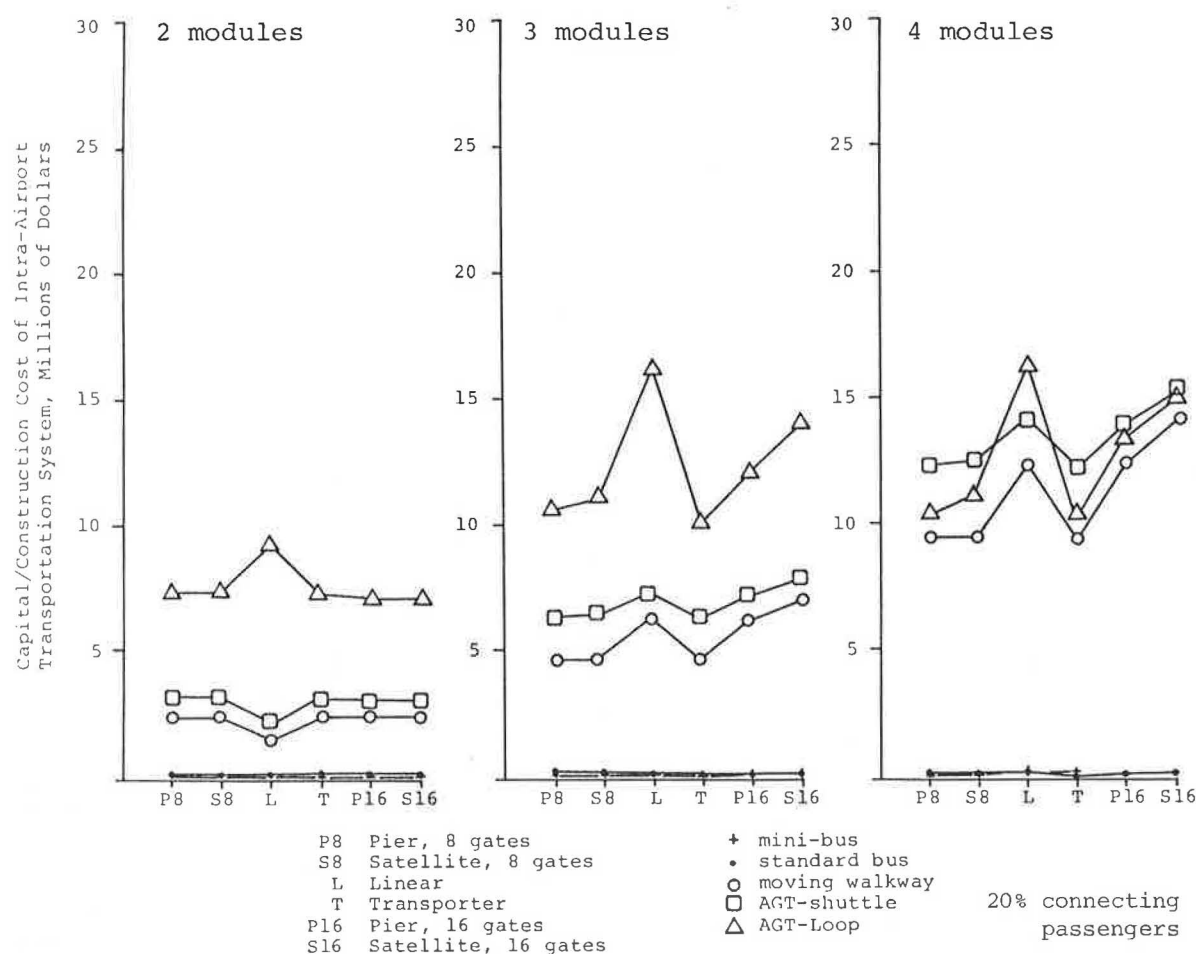 2 modules
3 modules
4 modules
Capital/Construction Cost of Intra-Airport
Transportation System, Millions of Dollars
30
25
20
15
10
5
30
25
20
15
10
5
30
25
20
15
10
5
P8 S8 L T P16 S16
P8 S8 L T P16 S16
P8 S8 L T P16 S16
P8 Pier, 8 gates
S8 Satellite, 8 gates
L Linear
T Transporter
P16 Pier, 16 gates
S16 Satellite, 16 gates
+ mini-bus
• standard bus
○ moving walkway
□ AGT-shuttle
△ AGT-Loop
20% connecting
passengers